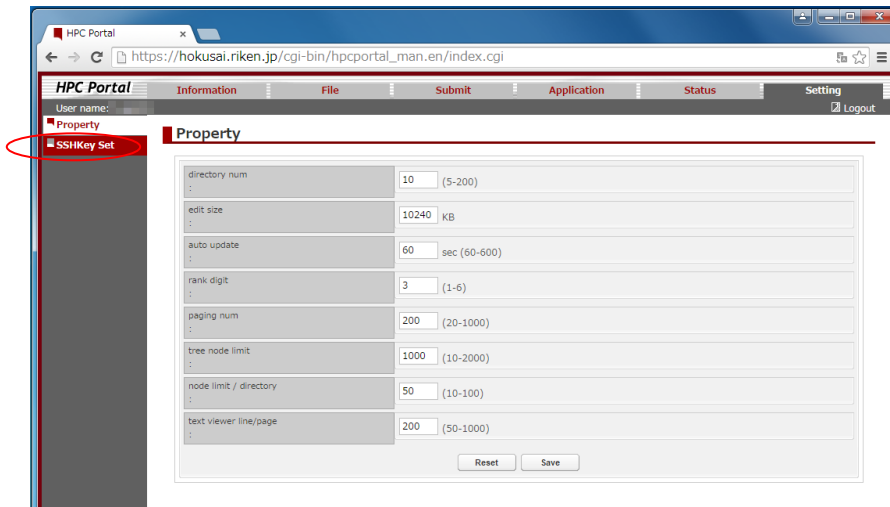 HPC Portal
https://hokusai.riken.jp/cgi-bin/hpcportal_man.en/index.cgi
HPC Portal Information File Submit Application Status Setting
User name: Logout
Property
SSHKey Set
Property
directory num
:
10 (5-200)
edit size
:
10240 KB
auto update
:
60 sec (60-600)
rank digit
:
3 (1-6)
paging num
:
200 (20-1000)
tree node limit
:
1000 (10-2000)
node limit / directory
:
50 (10-100)
text viewer line/page
:
200 (50-1000)
Reset Save